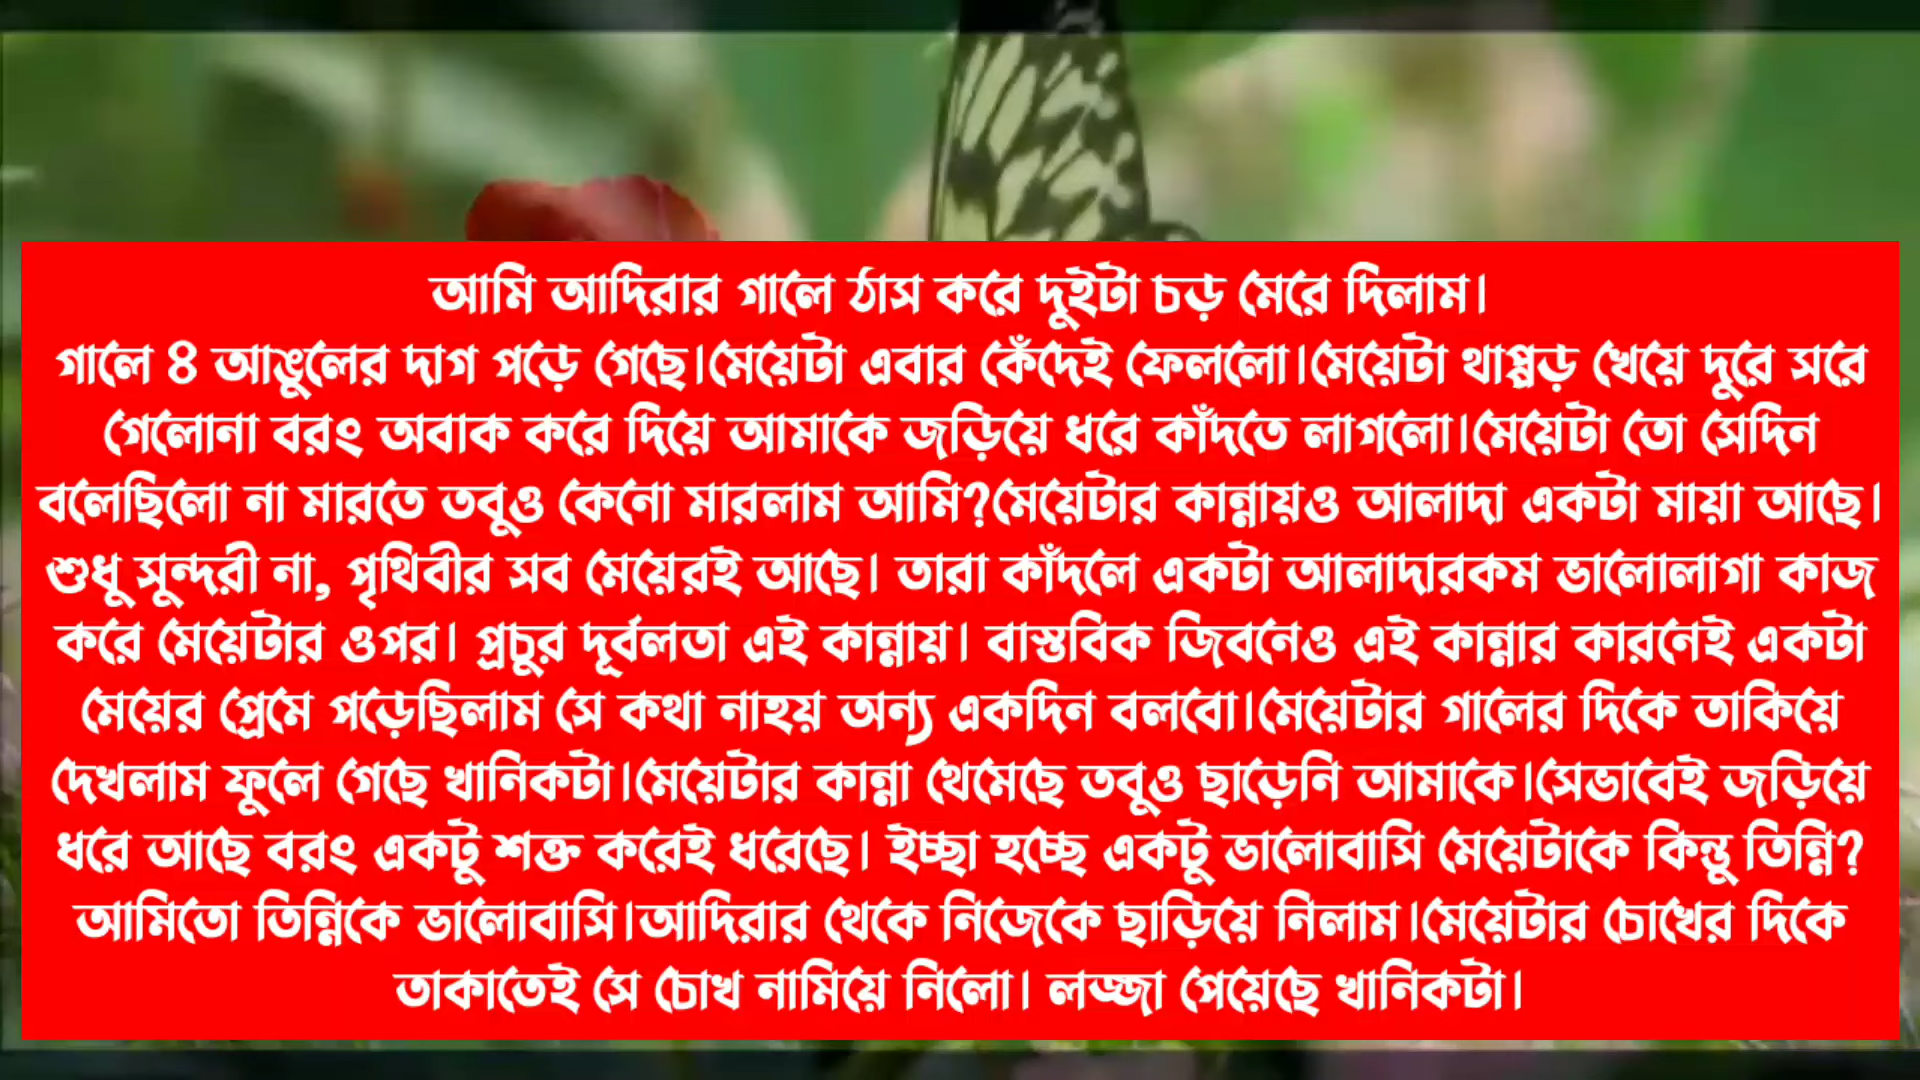 আমি আদিরার গালে ঠাস করে দুইটা চড় মেরে দিলাম।
গালে ৪ আঙুলের দাগ পড়ে গেছে।মেয়েটা এবার কেঁদেই ফেললো।মেয়েটা থাপ্পড় খেয়ে দুরে সরে
গেলোনা বরং অবাক করে দিয়ে আমাকে জড়িয়ে ধরে কাঁদতে লাগলো।মেয়েটা তো সেদিন
বলেছিলো না মারতে তবুও কেনো মারলাম আমি?মেয়েটার কান্নায়ও আলাদা একটা মায়া আছে।
শুধু সুন্দরী না, পৃথিবীর সব মেয়েরই আছে। তারা কাঁদলে একটা আলাদারকম ভালোলাগা কাজ
করে মেয়েটার ওপর। প্রচুর দূর্বলতা এই কান্নায়। বাস্তবিক জিবনেও এই কান্নার কারনেই একটা
মেয়ের প্রেমে পড়েছিলাম সে কথা নাহয় অন্য একদিন বলবো।মেয়েটার গালের দিকে তাকিয়ে
দেখলাম ফুলে গেছে খানিকটা।মেয়েটার কান্না থেমেছে তবুও ছাড়েনি আমাকে।সেভাবেই জড়িয়ে
ধরে আছে বরং একটু শক্ত করেই ধরেছে। ইচ্ছা হচ্ছে একটু ভালোবাসি মেয়েটাকে কিন্তু তিন্নি?
আমিতো তিন্নিকে ভালোবাসি।আদিরার থেকে নিজেকে ছাড়িয়ে নিলাম।মেয়েটার চোখের দিকে
তাকাতেই সে চোখ নামিয়ে নিলো। লজ্জা পেয়েছে খানিকটা।